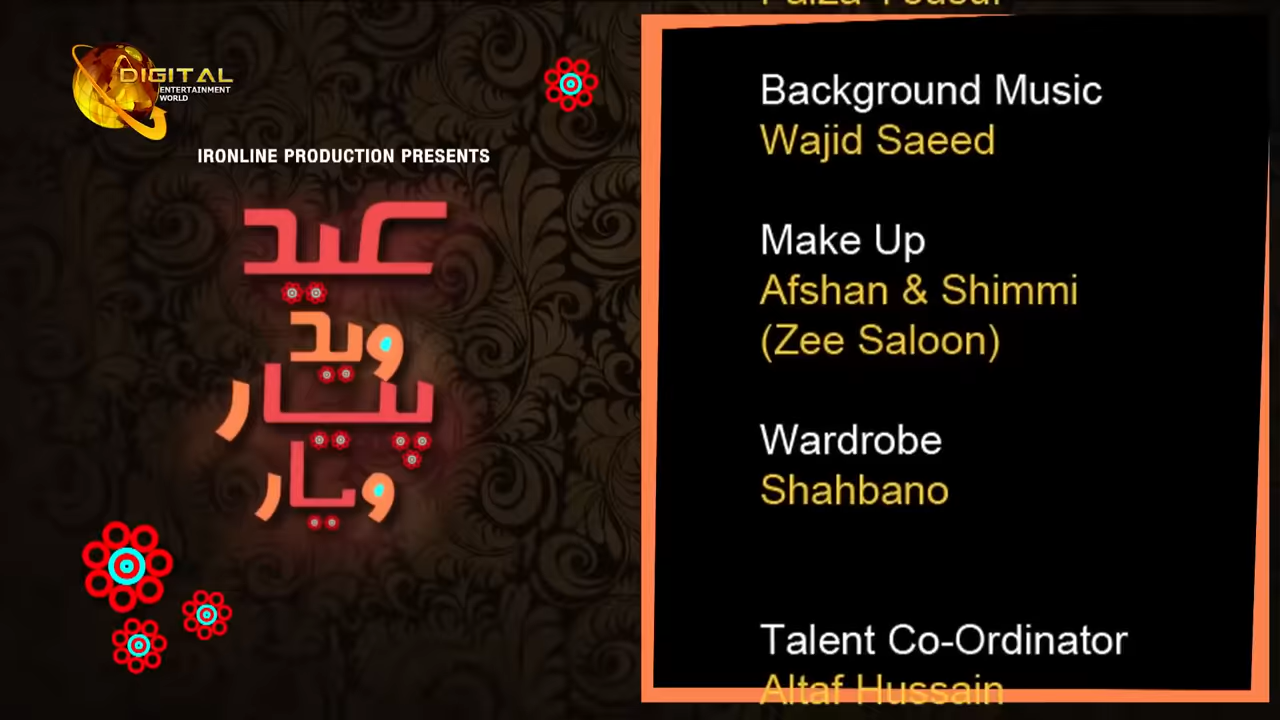 DIGITAL
ENTERTAINMENT
WORLD
IRONLINE PRODUCTION PRESENTS
عید
وید
پیار
ویار
Background Music
Wajid Saeed
Make Up
Afshan & Shimmi
(Zee Saloon)
Wardrobe
Shahbano
Talent Co-Ordinator
Altaf Hussain